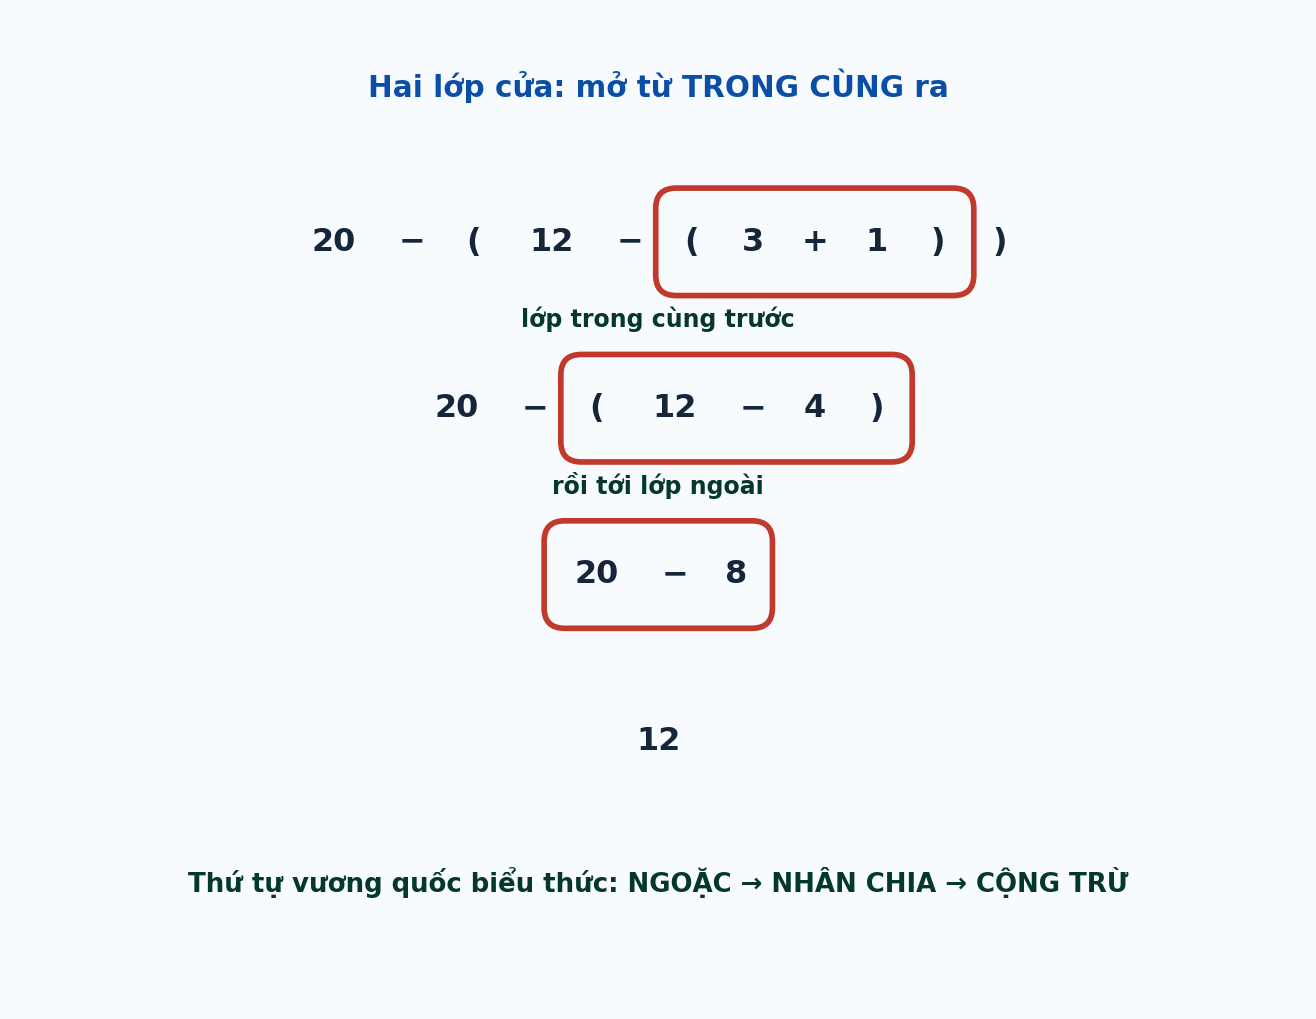 Hai lớp cửa: mở từ TRONG CÙNG ra
20 − ( 12 − ( 3 + 1 ) )
lớp trong cùng trước
20 − ( 12 − 4 )
rồi tới lớp ngoài
20 − 8
12
Thứ tự vương quốc biểu thức: NGOẶC → NHÂN CHIA → CỘNG TRỪ